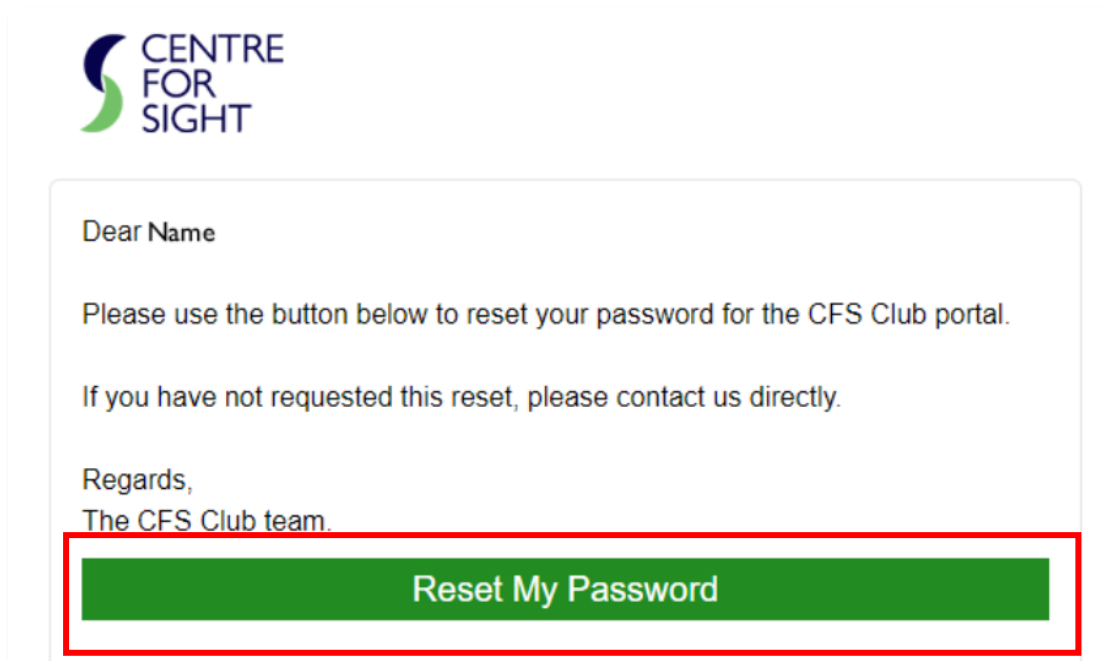 CENTRE
FOR
SIGHT
Dear Name
Please use the button below to reset your password for the CFS Club portal.
If you have not requested this reset, please contact us directly.
Regards,
The CFS Club team.
Reset My Password